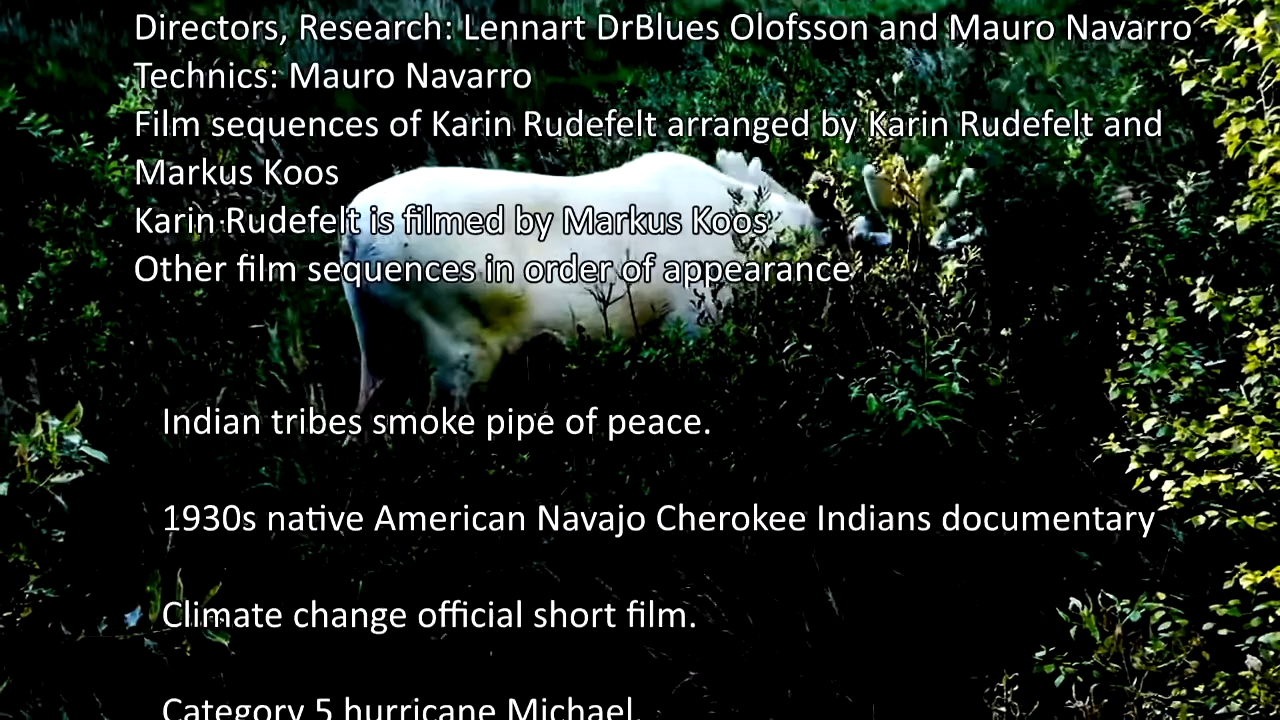 Directors, Research: Lennart DrBlues Olofsson and Mauro Navarro
Technics: Mauro Navarro
Film sequences of Karin Rudefelt arranged by Karin Rudefelt and
Markus Koos
Karin Rudefelt is filmed by Markus Koos
Other film sequences in order of appearance
Indian tribes smoke pipe of peace.
1930s native American Navajo Cherokee Indians documentary
Climate change official short film.
Category 5 hurricane Michael.